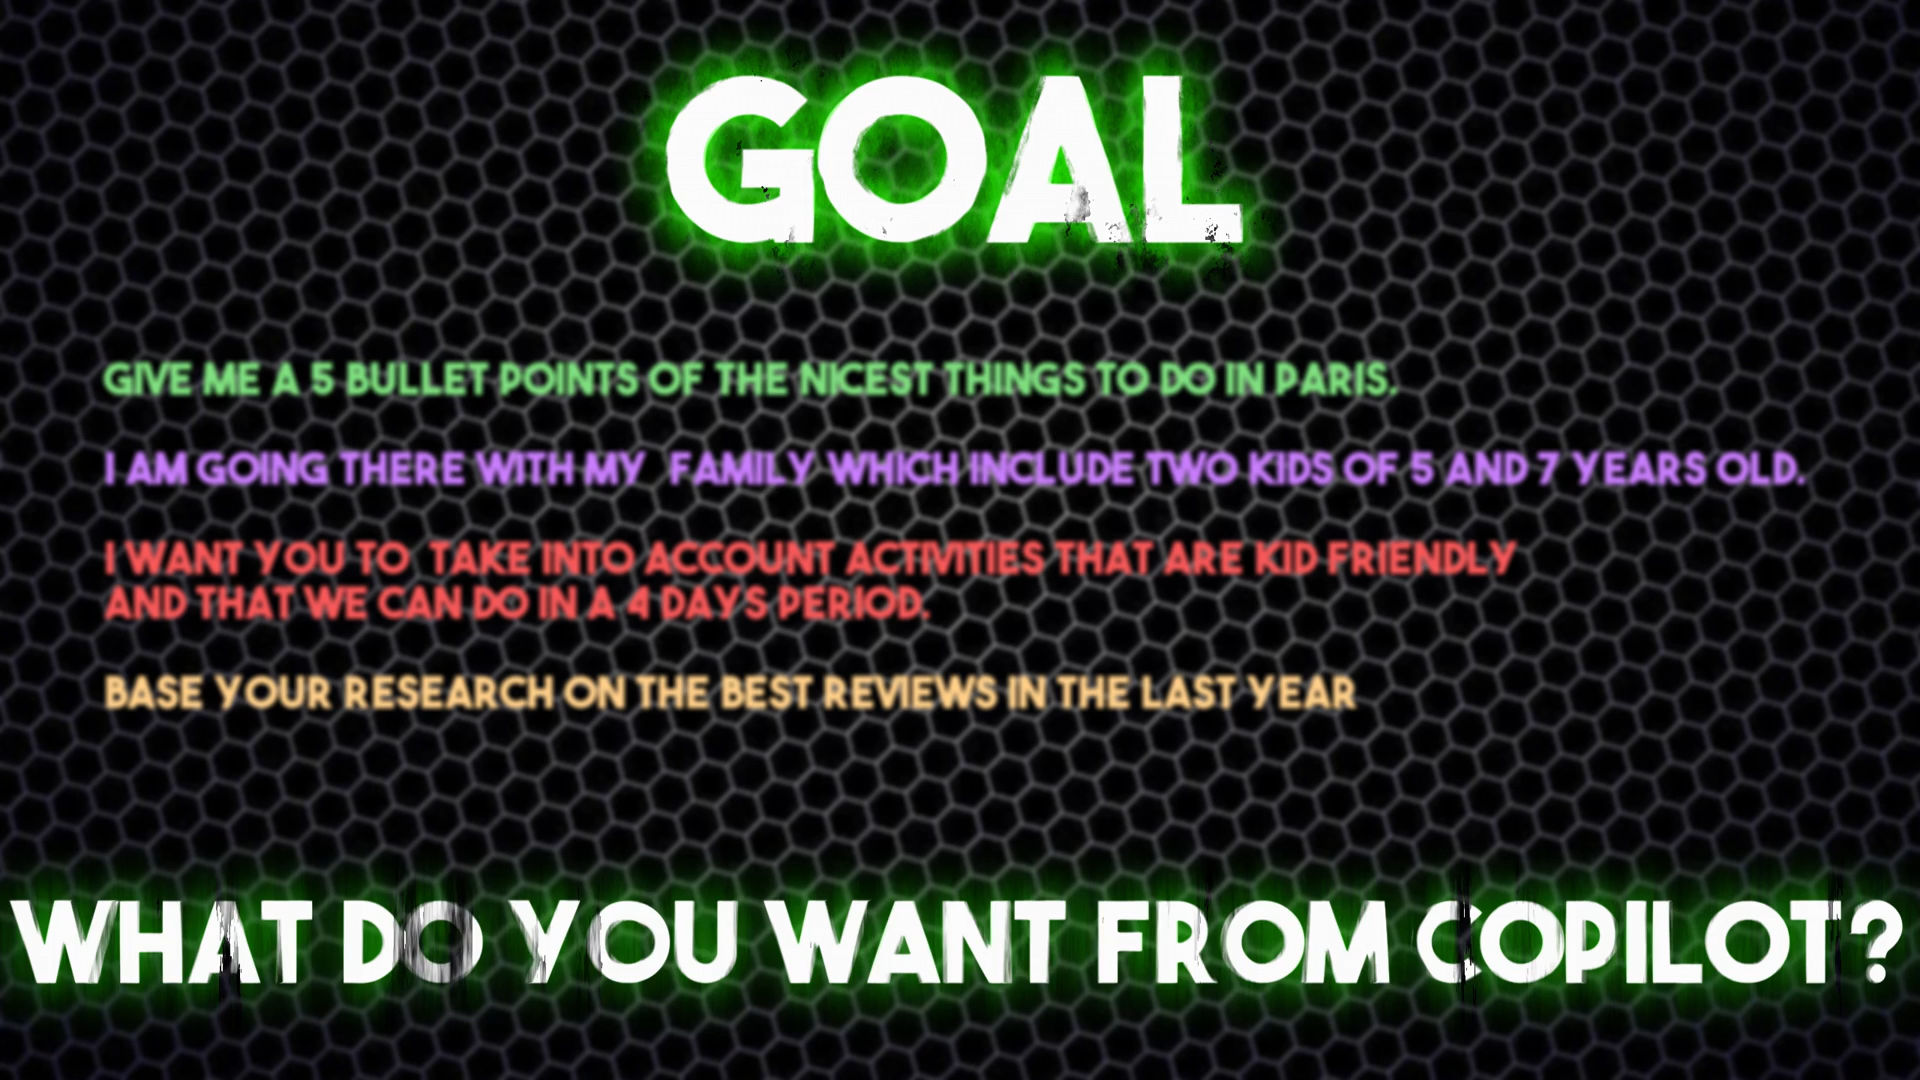 GOAL
GIVE ME A 5 BULLET POINTS OF THE NICEST THINGS TO DO IN PARIS.
I AM GOING THERE WITH MY FAMILY WHICH INCLUDE TWO KIDS OF 5 AND 7 YEARS OLD.
I WANT YOU TO TAKE INTO ACCOUNT ACTIVITIES THAT ARE KID FRIENDLY
AND THAT WE CAN DO IN A 4 DAYS PERIOD.
BASE YOUR RESEARCH ON THE BEST REVIEWS IN THE LAST YEAR
WHAT DO YOU WANT FROM COPILOT?